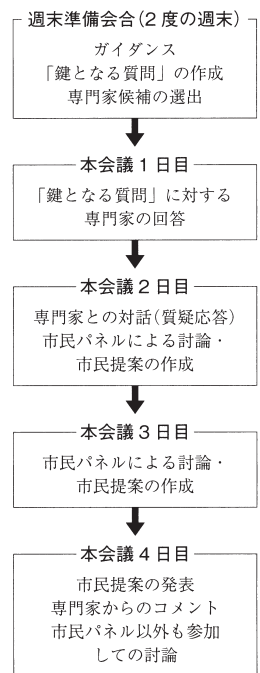 週末準備会合(2度の週末)
ガイダンス
「鍵となる質問」の作成
専門家候補の選出
本会議1日目
「鍵となる質問」に対する
専門家の回答
本会議2日目
専門家との対話(質疑応答)
市民パネルによる討論・
市民提案の作成
本会議3日目
市民パネルによる討論・
市民提案の作成
本会議4日目
市民提案の発表
専門家からのコメント
市民パネル以外も参加
しての討論